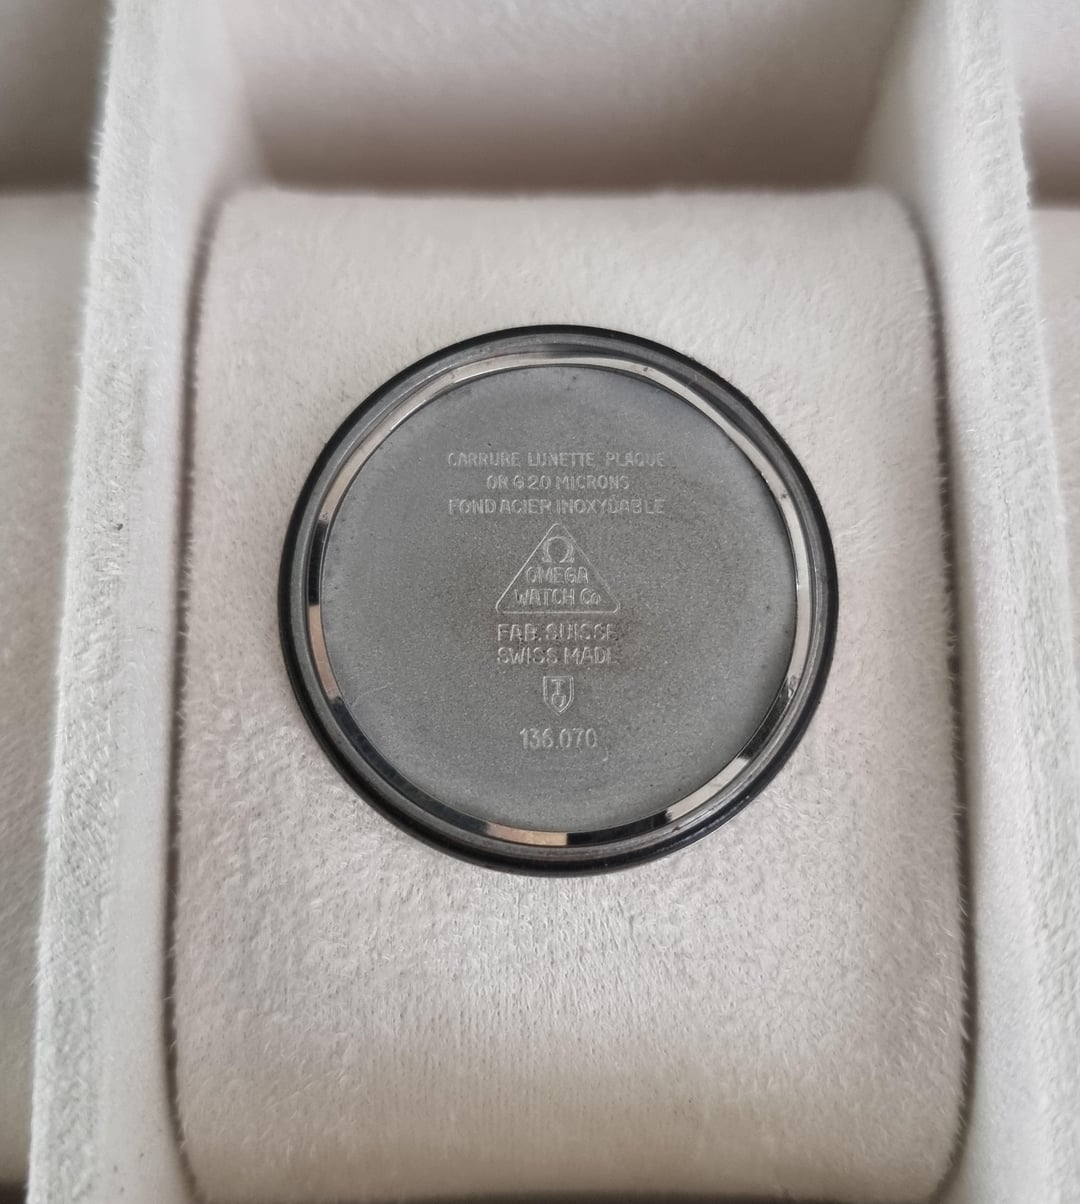 CARRURE LUNETTE PLAQUE
OR G 20 MICRONS
FOND ACIER INOXYDABLE
Ω
OMEGA
WATCH Co
FAB. SUISSE
SWISS MADE
136.070